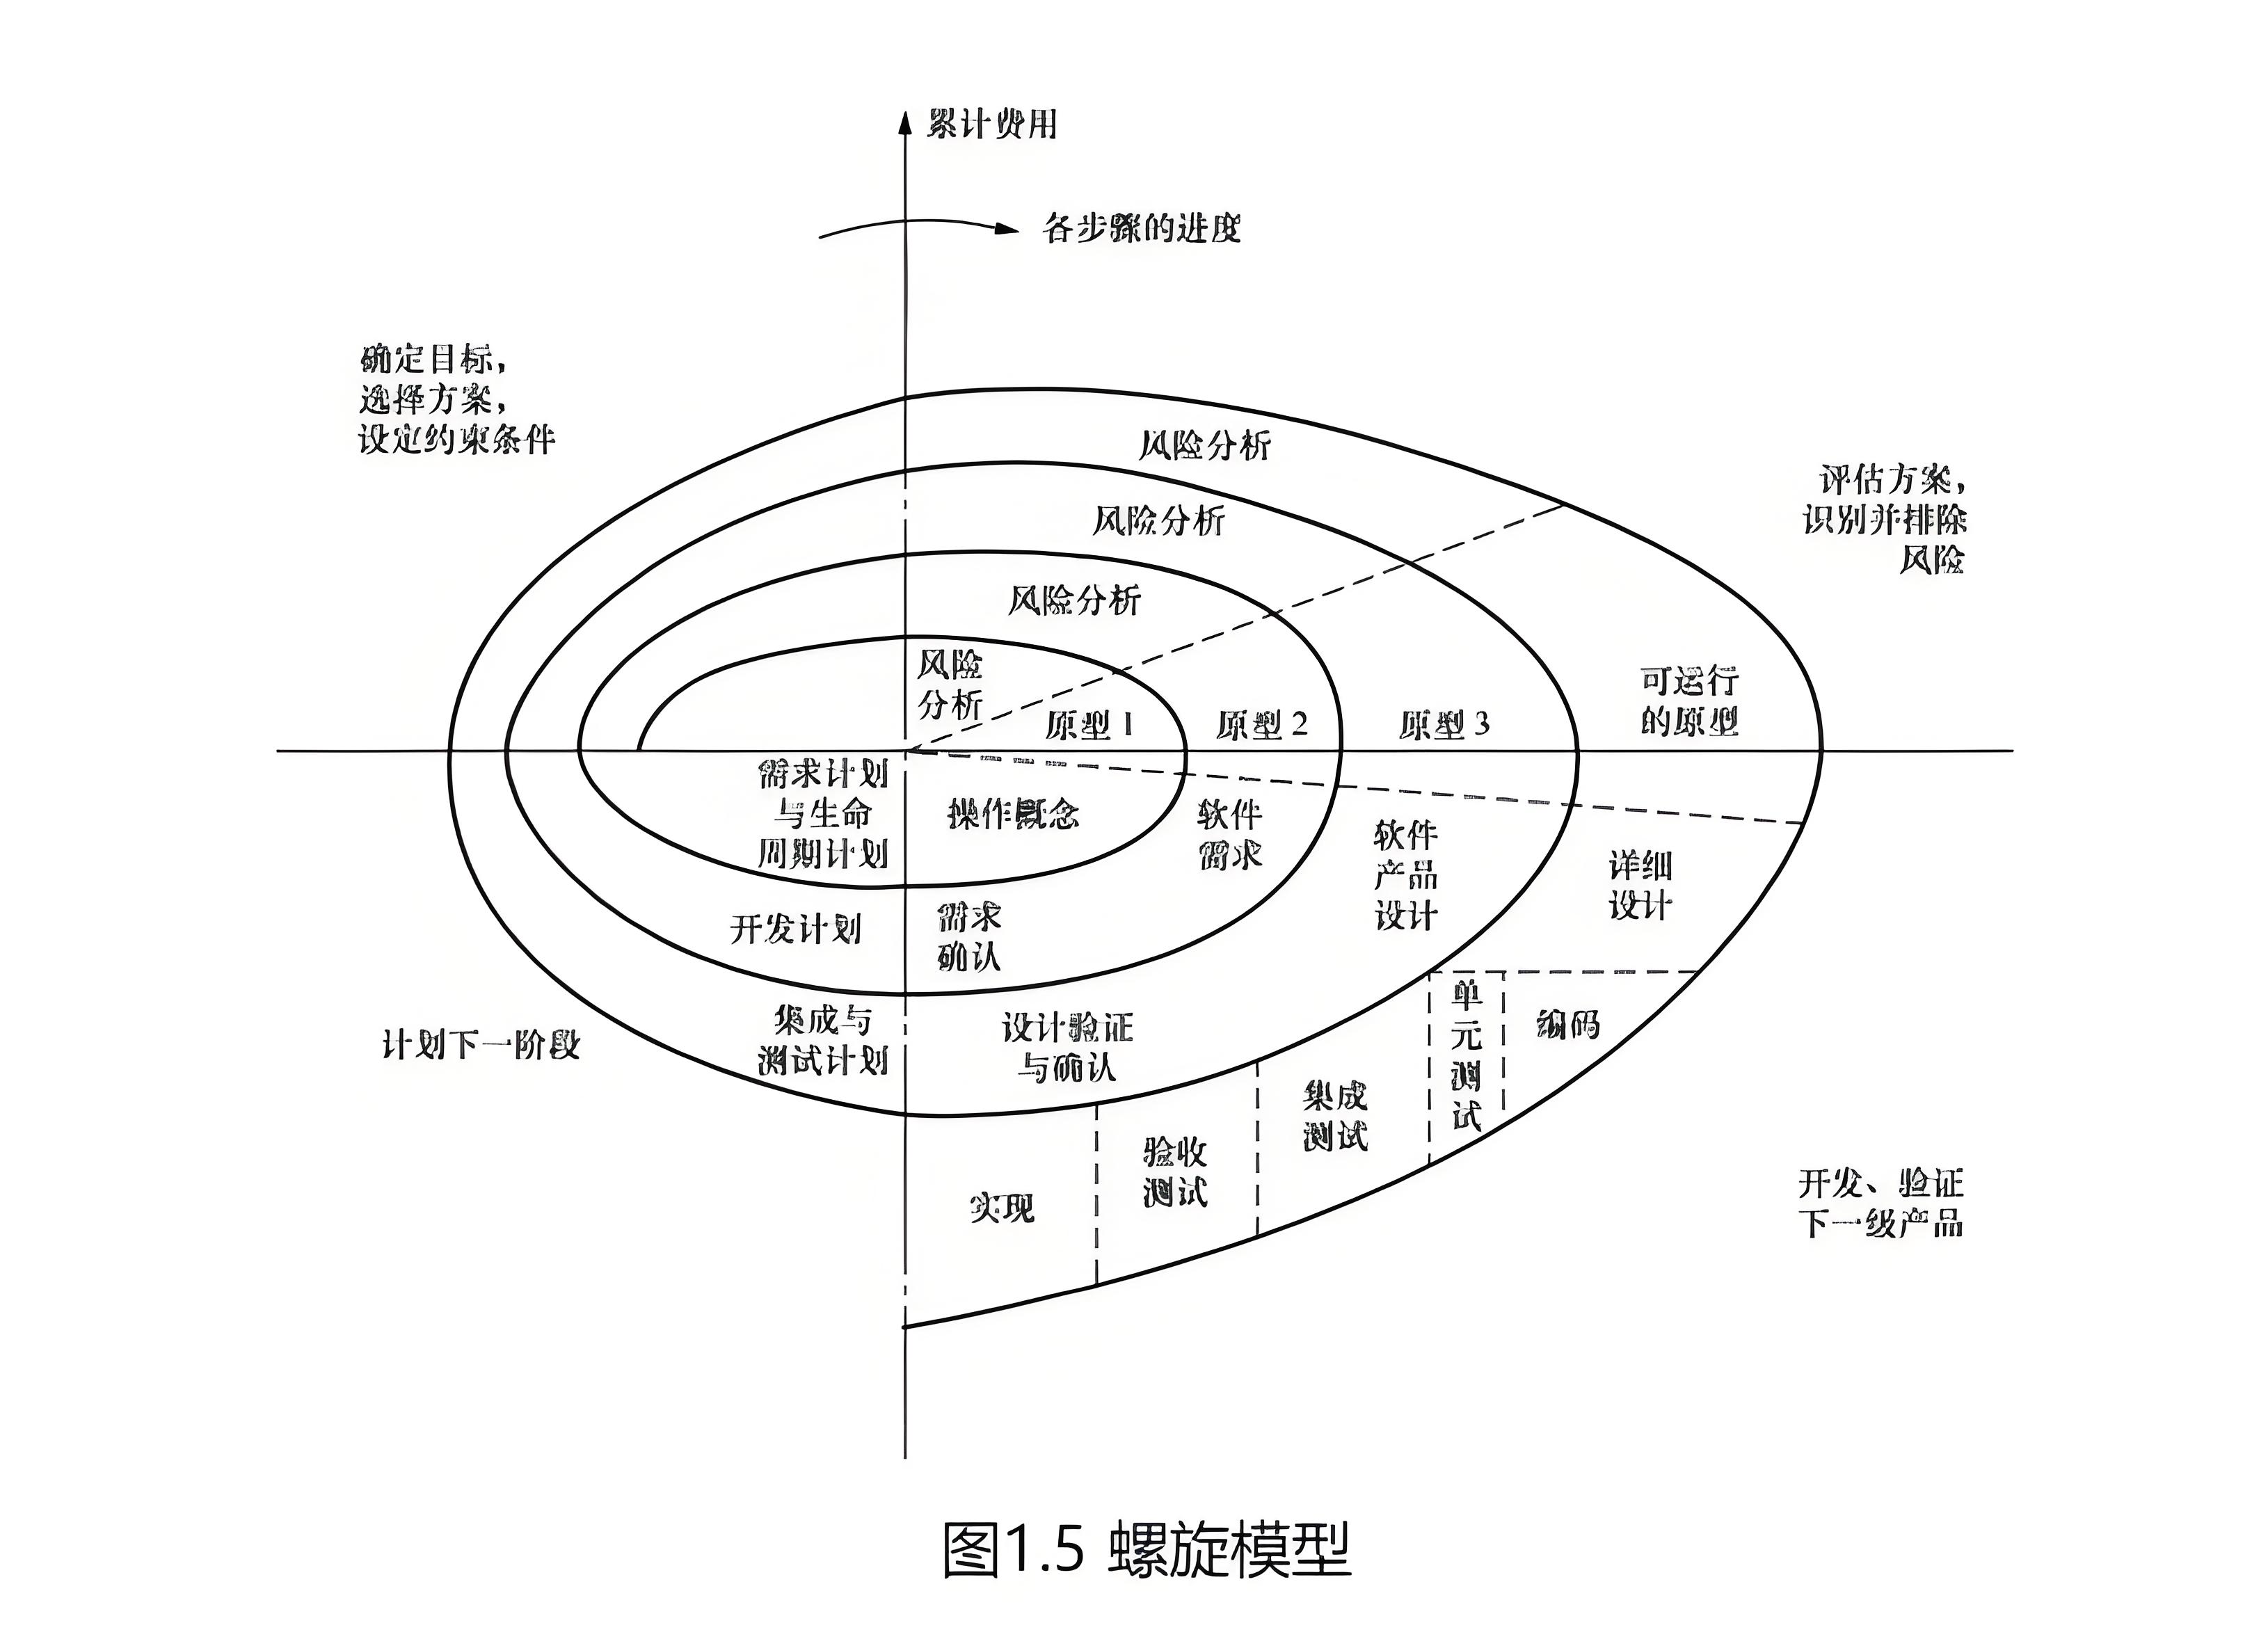 累计费用
各步骤的进度
确定目标，
选择方案，
设定约束条件
评估方案，
识别并排除
风险
风险分析
风险分析
风险分析
风险
分析
原型1
原型2
原型3
可运行
的原型
需求计划
与生命
周期计划
操作概念
软件
需求
软件
产品
设计
详细
设计
开发计划
需求
确认
集成与
测试计划
设计验证
与确认
单
元
测
试
编码
集成
测试
验收
测试
实现
计划下一阶段
开发、验证
下一级产品
图1.5 螺旋模型